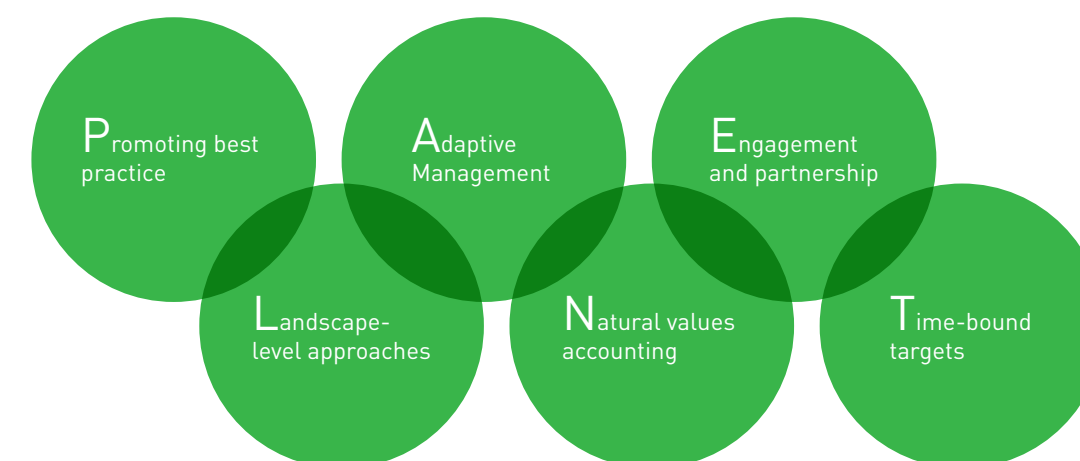 Promoting best
practice
Landscape-
level approaches
Adaptive
Management
Natural values
accounting
Engagement
and partnership
Time-bound
targets